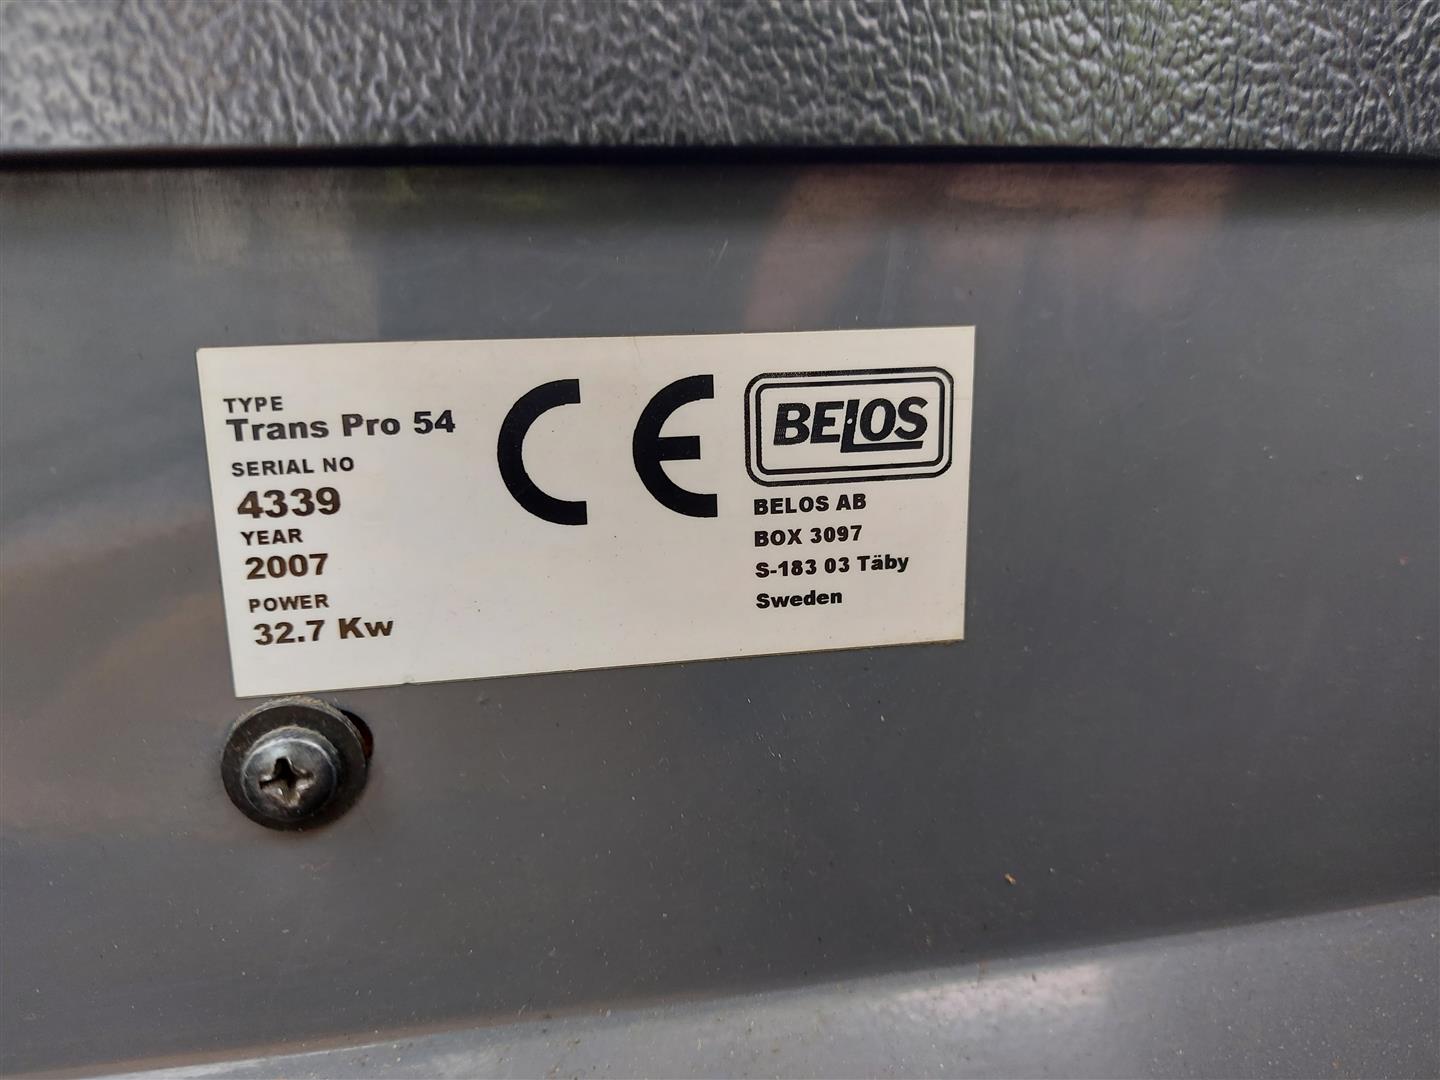 TYPE
Trans Pro 54
SERIAL NO
4339
YEAR
2007
POWER
32.7 Kw
CE
BELOS
BELOS AB
BOX 3097
S-183 03 Täby
Sweden